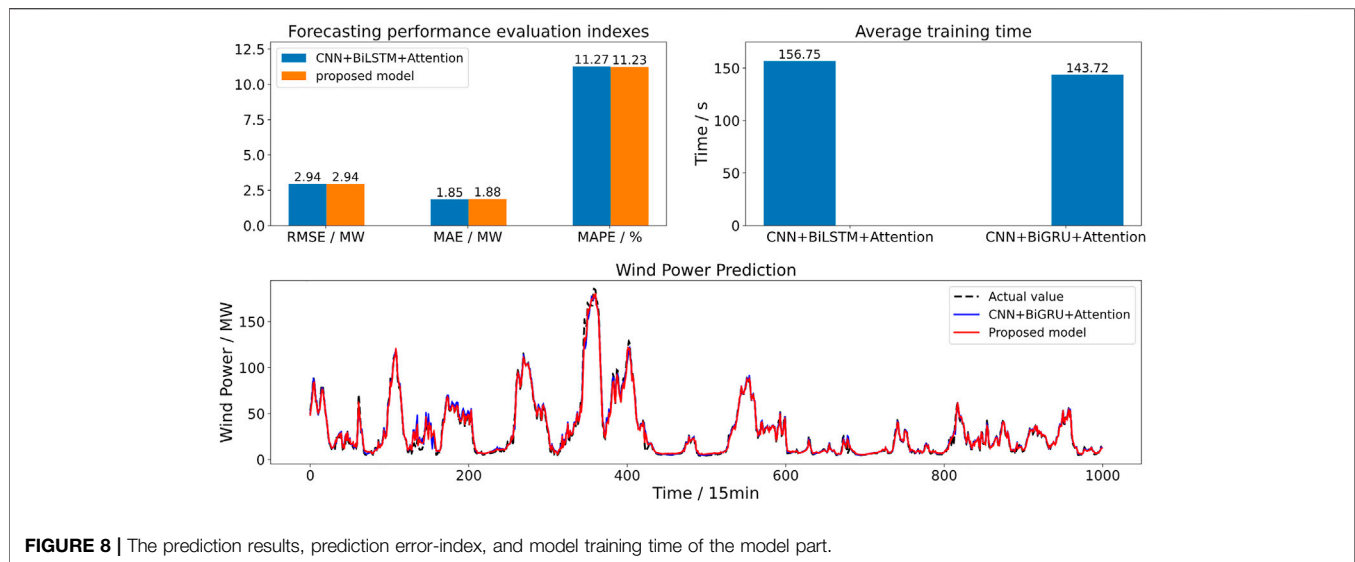 Forecasting performance evaluation indexes
12.5
10.0
7.5
5.0
2.5
0.0
CNN+BiLSTM+Attention
proposed model
2.94 2.94
1.85 1.88
11.27 11.23
RMSE / MW MAE / MW MAPE / %
Average training time
Time / s
150
100
50
0
156.75
143.72
CNN+BiLSTM+Attention CNN+BiGRU+Attention
Wind Power Prediction
Wind Power / MW
150
100
50
0
Actual value
CNN+BiGRU+Attention
Proposed model
0 200 400 600 800 1000
Time / 15min
FIGURE 8 | The prediction results, prediction error-index, and model training time of the model part.